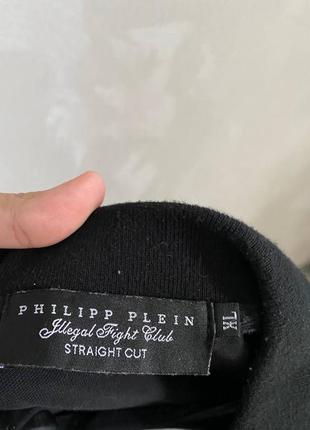 PHILIPP PLEIN
Illegal Fight Club
STRAIGHT CUT
XL